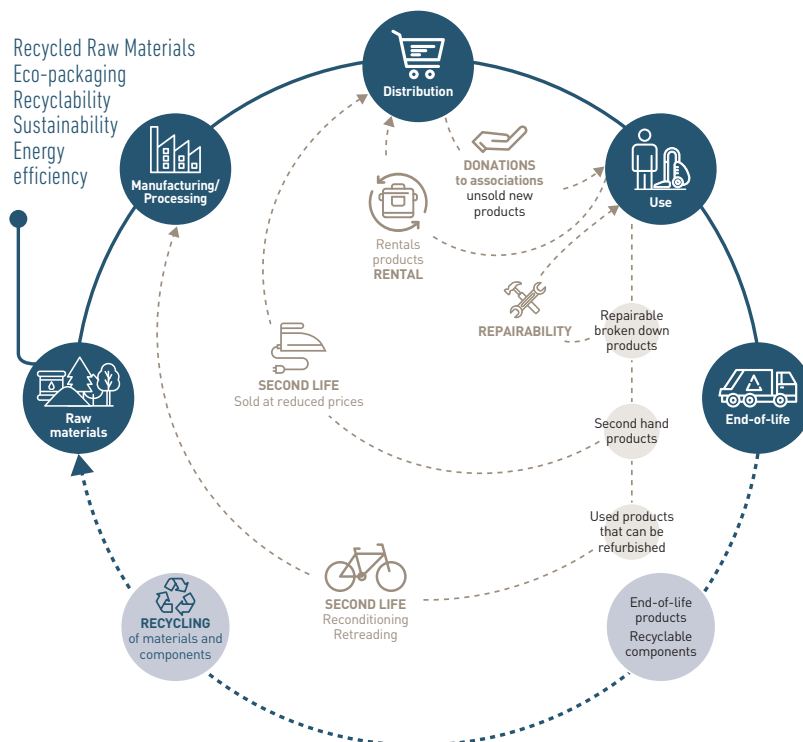 Recycled Raw Materials
Eco-packaging
Recyclability
Sustainability
Energy
efficiency
Distribution
Manufacturing/
Processing
DONATIONS
to associations
unsold new
products
Use
Rentals
products
RENTAL
REPAIRABILITY
Repairable
broken down
products
SECOND LIFE
Sold at reduced prices
Raw
materials
End-of-life
Second hand
products
Used products
that can be
refurbished
SECOND LIFE
Reconditioning
Retreading
RECYCLING
of materials and
components
End-of-life
products
Recyclable
components